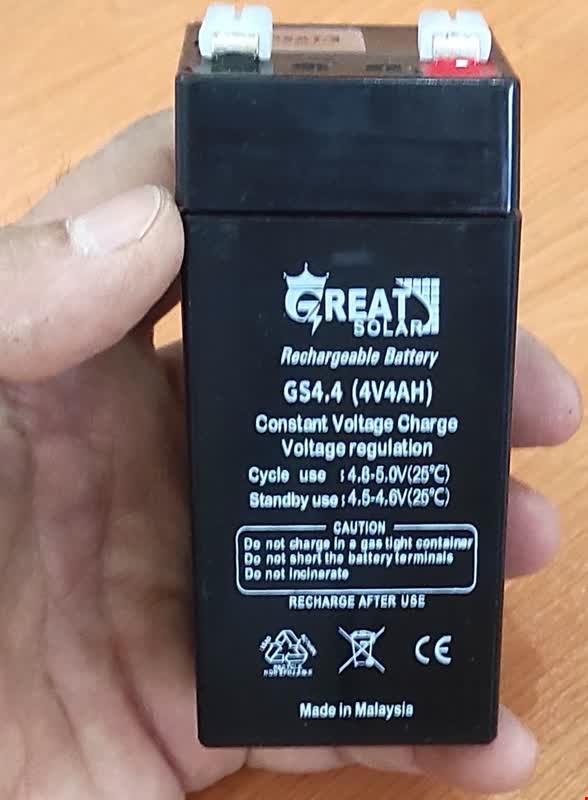 GREAT
SOLAR
Rechargeable Battery
GS4.4 (4V4AH)
Constant Voltage Charge
Voltage regulation
Cycle use : 4.8-5.0V(25°C)
Standby use : 4.5-4.6V(25°C)
CAUTION
Do not charge in a gas tight container
Do not short the battery terminals
Do not incinerate
RECHARGE AFTER USE
CE
Made in Malaysia